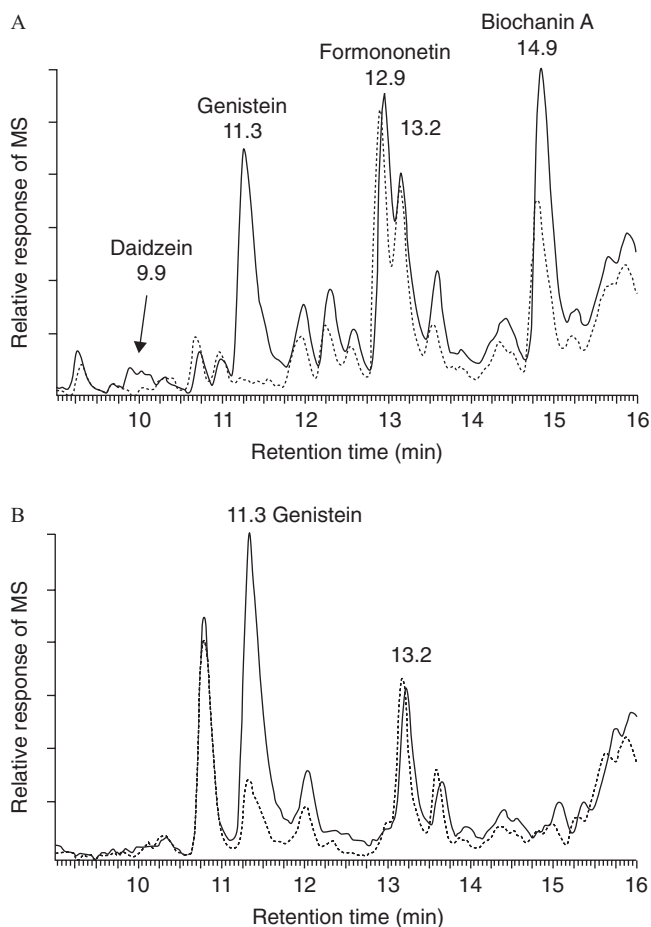 A
Biochanin A
14.9
Formononetin
12.9
13.2
Genistein
11.3
Daidzein
9.9
Relative response of MS
10 11 12 13 14 15 16
Retention time (min)
B
11.3 Genistein
13.2
Relative response of MS
10 11 12 13 14 15 16
Retention time (min)